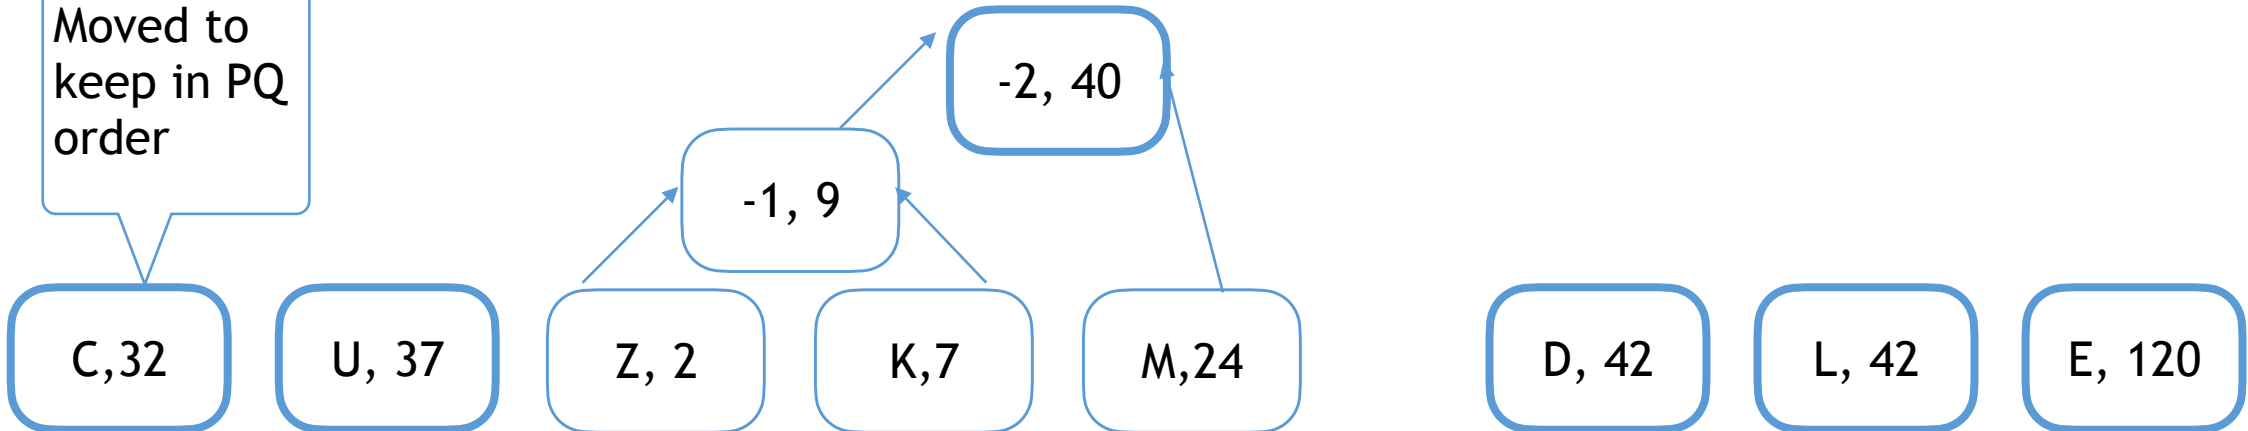 Moved to
keep in PQ
order
-2, 40
-1, 9
C,32
U, 37
Z, 2
K,7
M,24
D, 42
L, 42
E, 120